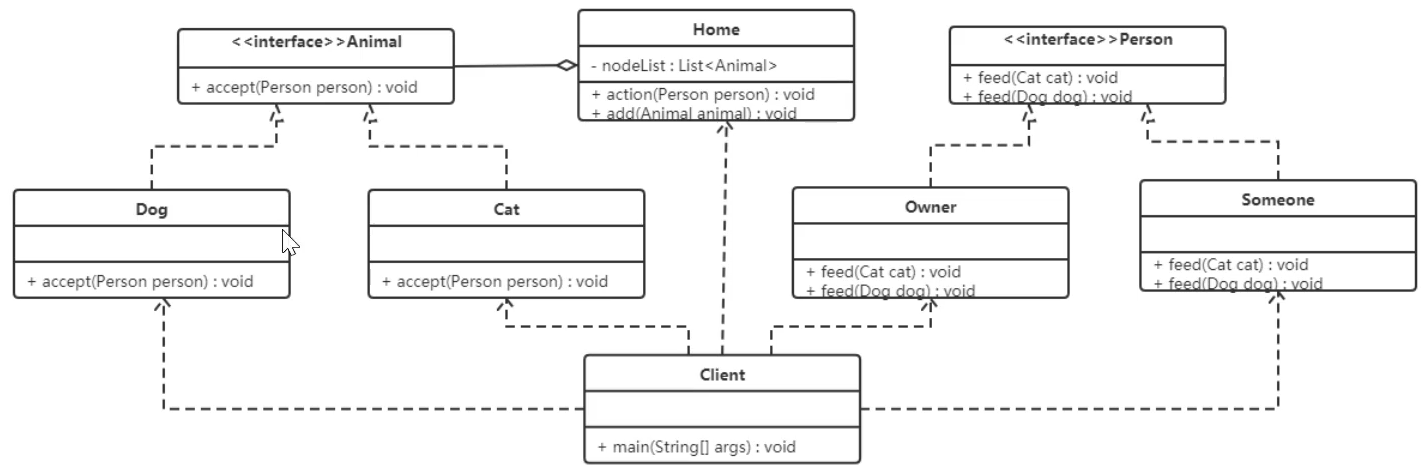 <<interface>>Animal
+ accept(Person person) : void
Home
- nodeList : List<Animal>
+ action(Person person) : void
+ add(Animal animal) : void
<<interface>>Person
+ feed(Cat cat) : void
+ feed(Dog dog) : void
Dog
+ accept(Person person) : void
Cat
+ accept(Person person) : void
Owner
+ feed(Cat cat) : void
+ feed(Dog dog) : void
Someone
+ feed(Cat cat) : void
+ feed(Dog dog) : void
Client
+ main(String[] args) : void